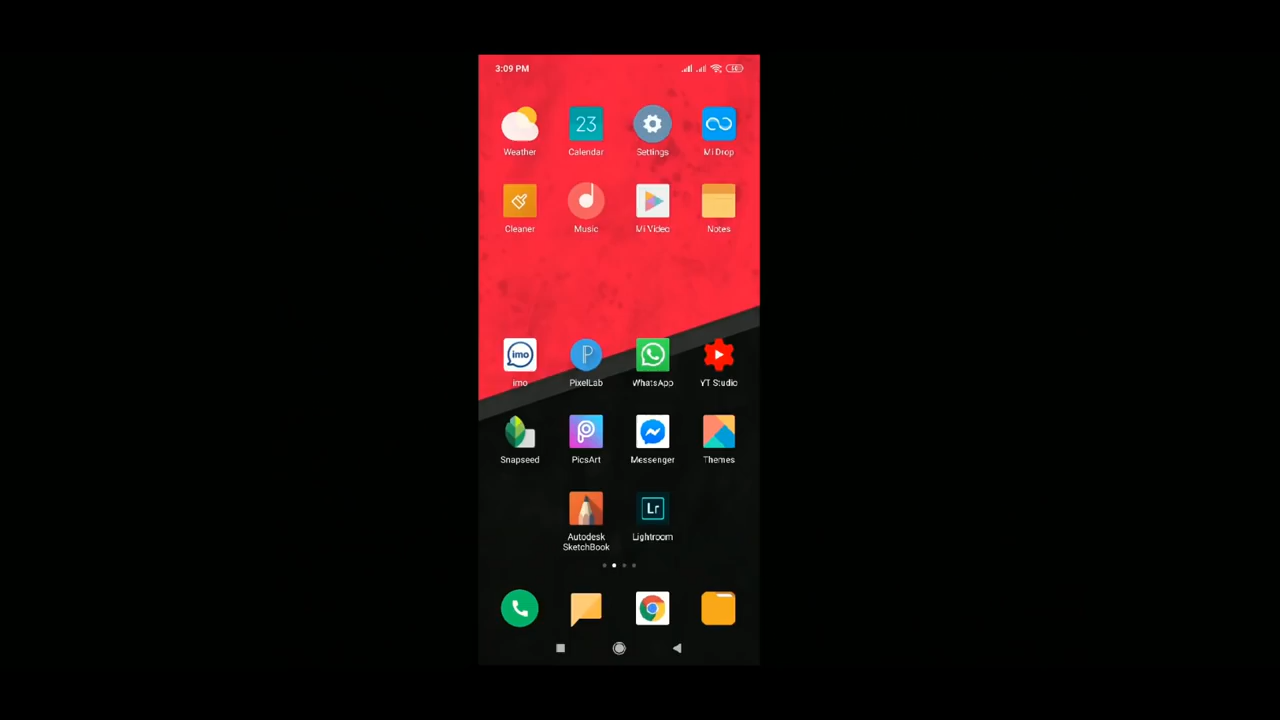 3:09 PM
23
Weather
Calendar
Settings
Mi Drop
Cleaner
Music
Mi Video
Notes
imo
imo
PixelLab
WhatsApp
YT Studio
Snapseed
PicsArt
Messenger
Themes
Lr
Autodesk
SketchBook
Lightroom